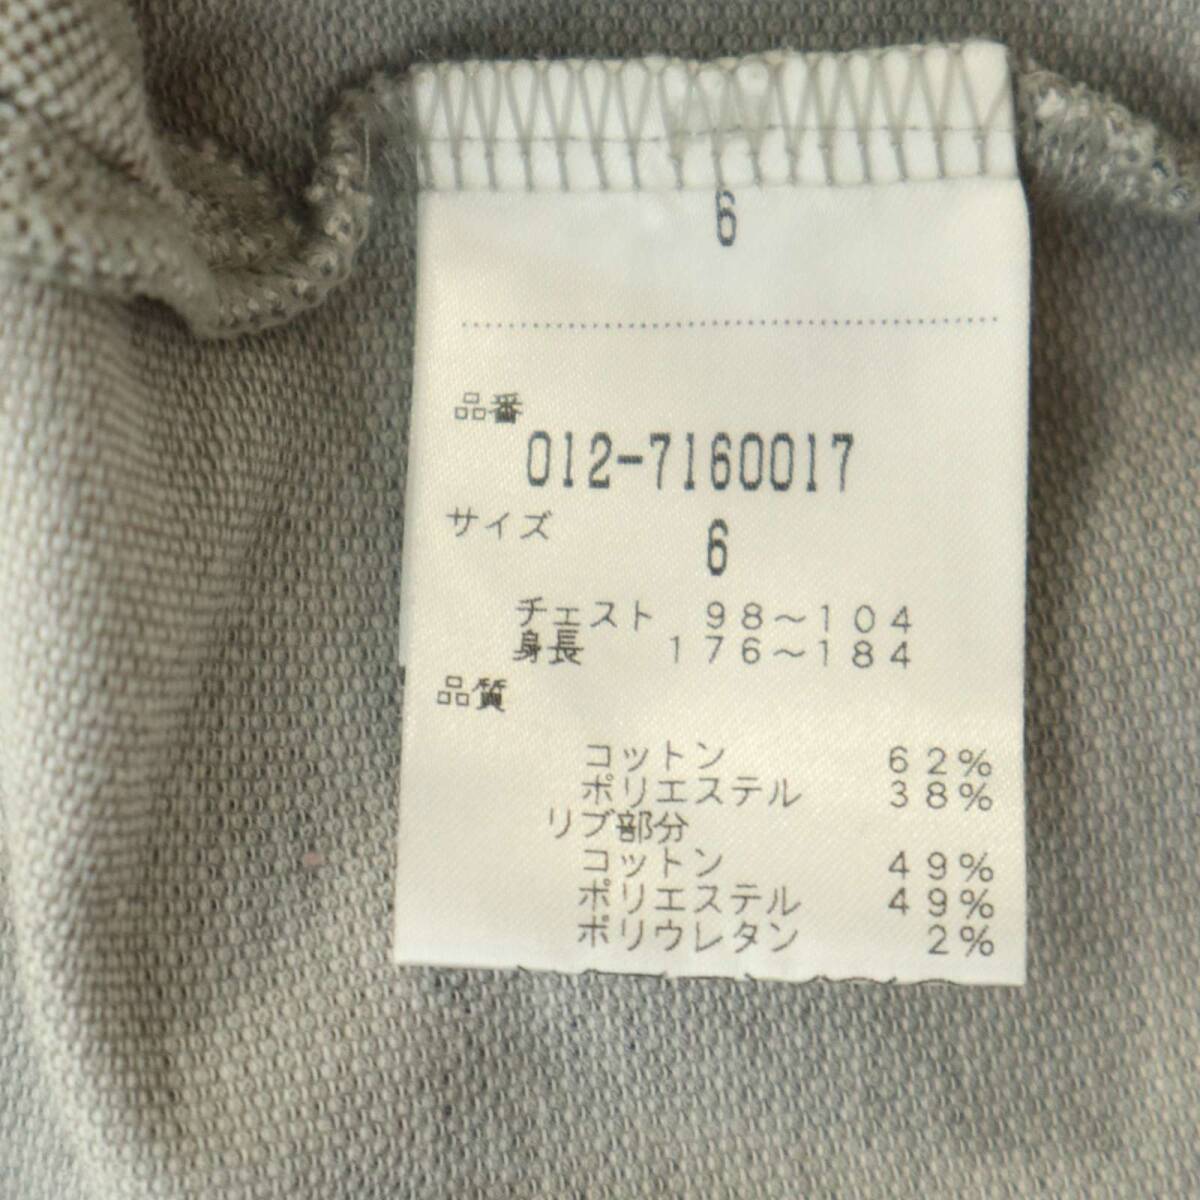 6
品番
012-7160017
サイズ
6
チェスト 98〜104
身長 176〜184
品質
コットン 62%
ポリエステル 38%
リブ部分
コットン 49%
ポリエステル 49%
ポリウレタン 2%